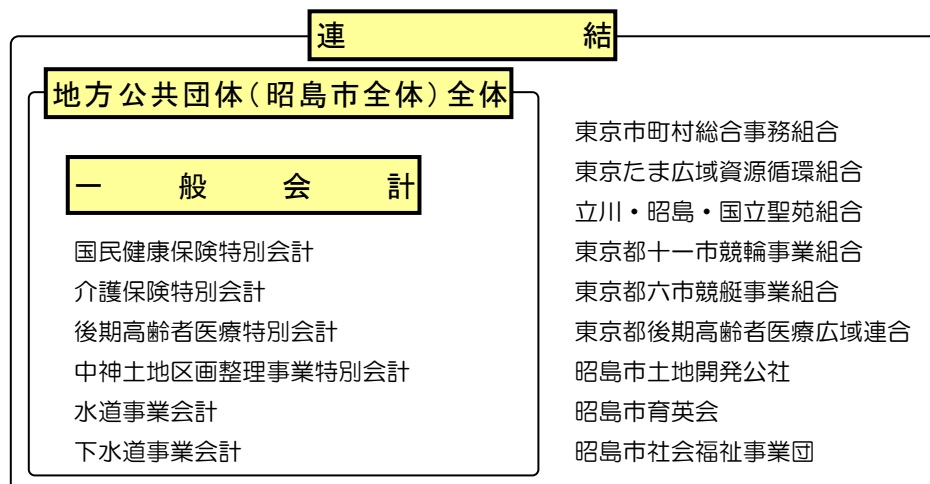 連結
地方公共団体(昭島市全体)全体
一般会計
国民健康保険特別会計
介護保険特別会計
後期高齢者医療特別会計
中神土地区画整理事業特別会計
水道事業会計
下水道事業会計
東京市町村総合事務組合
東京たま広域資源循環組合
立川・昭島・国立聖苑組合
東京都十一市競輪事業組合
東京都六市競艇事業組合
東京都後期高齢者医療広域連合
昭島市土地開発公社
昭島市育英会
昭島市社会福祉事業団